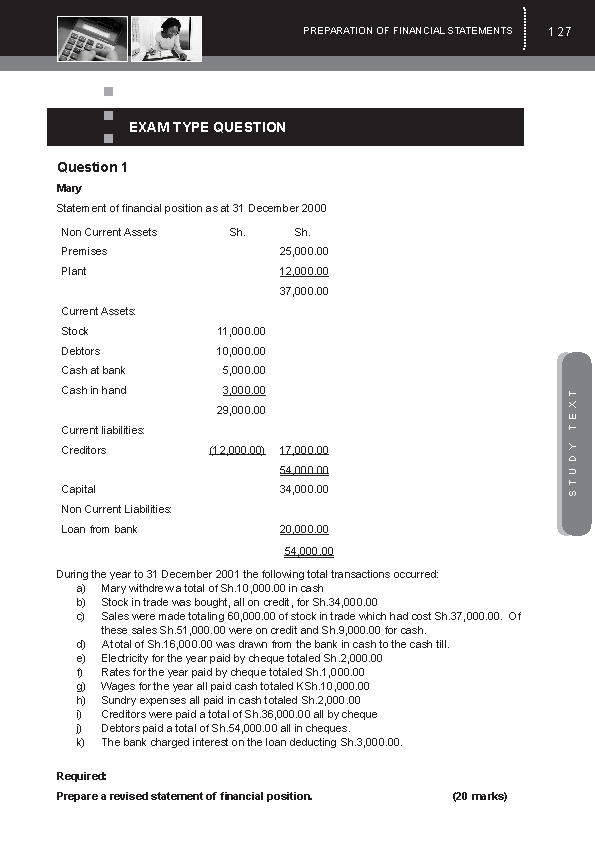 PREPARATION OF FINANCIAL STATEMENTS 127
EXAM TYPE QUESTION
Question 1
Mary
Statement of financial position as at 31 December 2000
Non Current Assets Sh. Sh.
Premises 25,000.00
Plant 12,000.00
37,000.00
Current Assets:
Stock 11,000.00
Debtors 10,000.00
Cash at bank 5,000.00
Cash in hand 3,000.00
29,000.00
Current liabilities:
Creditors (12,000.00) 17,000.00
54,000.00
Capital 34,000.00
Non Current Liabilities:
Loan from bank 20,000.00
54,000.00
During the year to 31 December 2001 the following total transactions occurred:
a) Mary withdrew a total of Sh.10,000.00 in cash
b) Stock in trade was bought, all on credit, for Sh.34,000.00
c) Sales were made totaling 60,000.00 of stock in trade which had cost Sh.37,000.00. Of
these sales Sh.51,000.00 were on credit and Sh.9,000.00 for cash.
d) A total of Sh.16,000.00 was drawn from the bank in cash to the cash till.
e) Electricity for the year paid by cheque totaled Sh.2,000.00
f) Rates for the year paid by cheque totaled Sh.1,000.00
g) Wages for the year all paid cash totaled KSh.10,000.00
h) Sundry expenses all paid in cash totaled Sh.2,000.00
i) Creditors were paid a total of Sh.36,000.00 all by cheque
j) Debtors paid a total of Sh.54,000.00 all in cheques.
k) The bank charged interest on the loan deducting Sh.3,000.00.
Required:
Prepare a revised statement of financial position. (20 marks)
STUDY TEXT